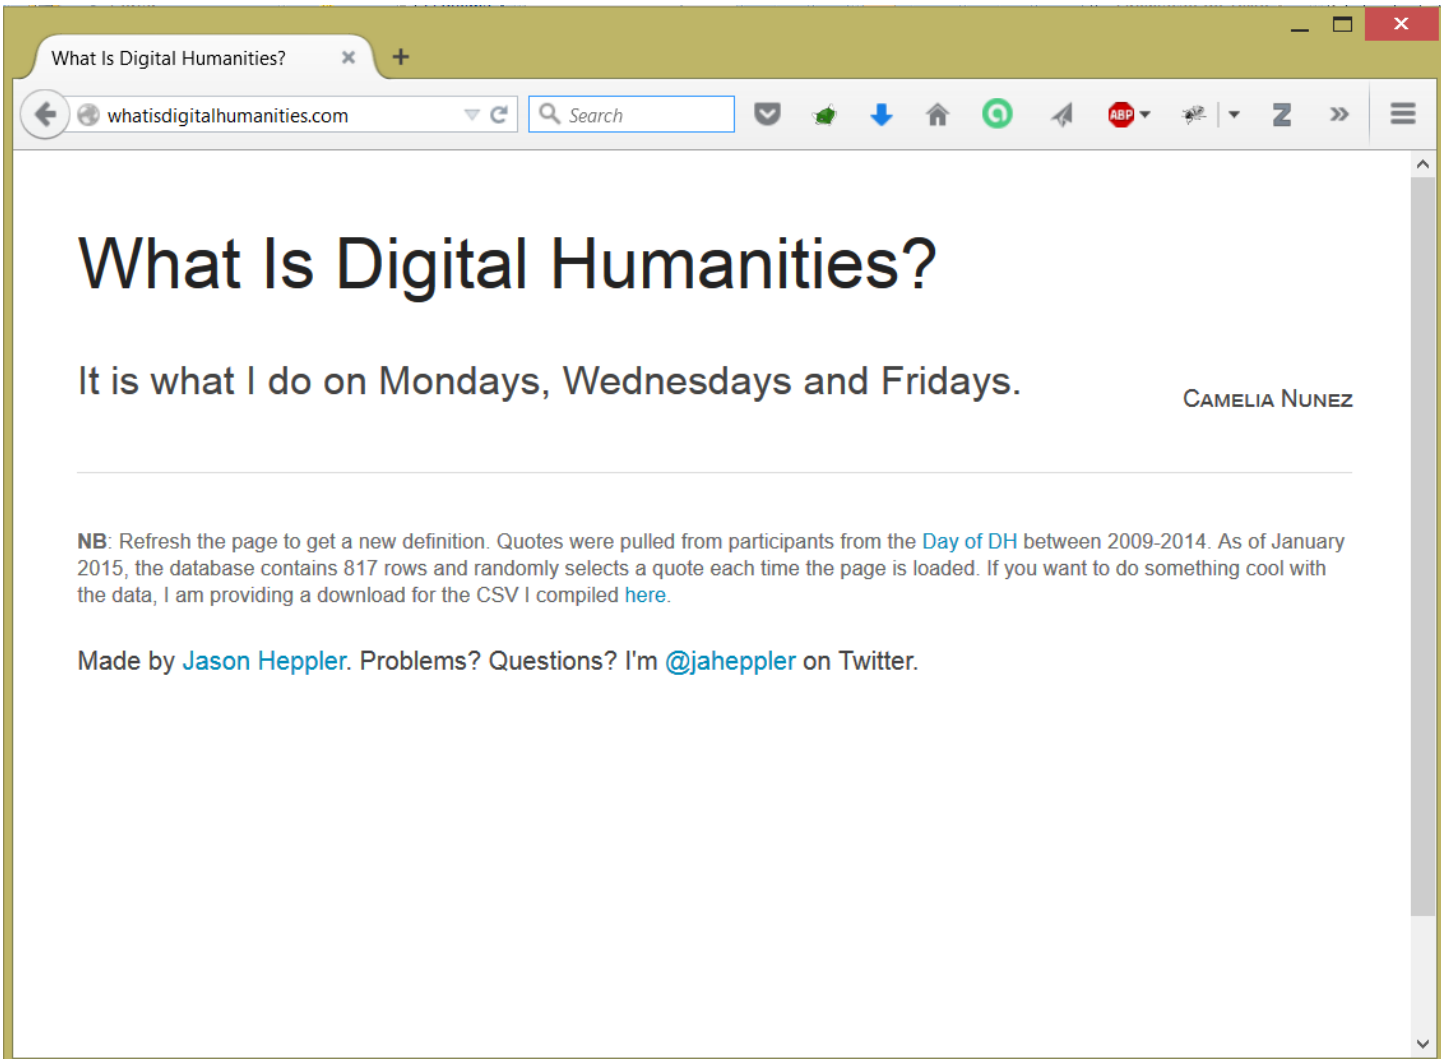 What Is Digital Humanities?
whatisdigitalhumanities.com
Search
ABP
Z
What Is Digital Humanities?
It is what I do on Mondays, Wednesdays and Fridays.
CAMELIA NUNEZ
NB: Refresh the page to get a new definition. Quotes were pulled from participants from the Day of DH between 2009-2014. As of January
2015, the database contains 817 rows and randomly selects a quote each time the page is loaded. If you want to do something cool with
the data, I am providing a download for the CSV I compiled here.
Made by Jason Heppler. Problems? Questions? I'm @jaheppler on Twitter.